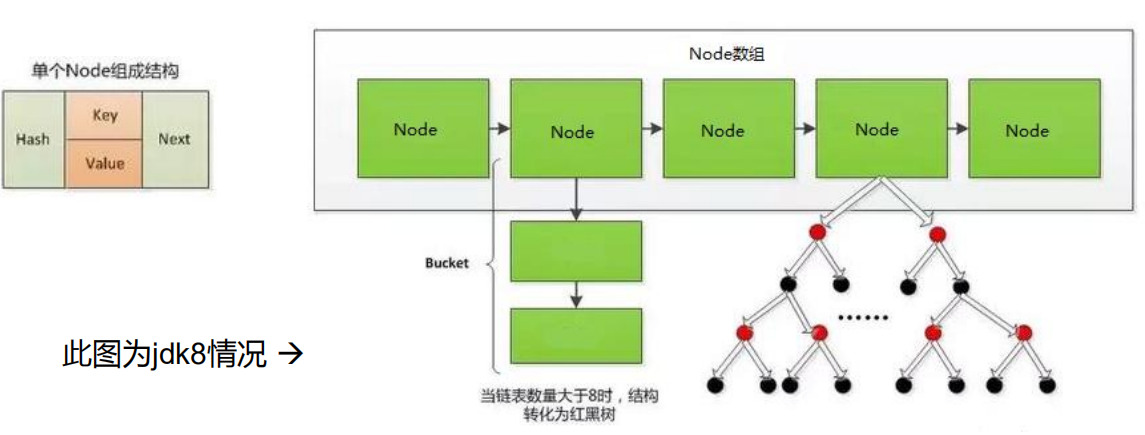 单个Node组成结构
Hash
Key
Value
Next
Node数组
Node
Node
Node
Node
Node
Bucket
......
此图为jdk8情况 →
当链表数量大于8时，结构
转化为红黑树